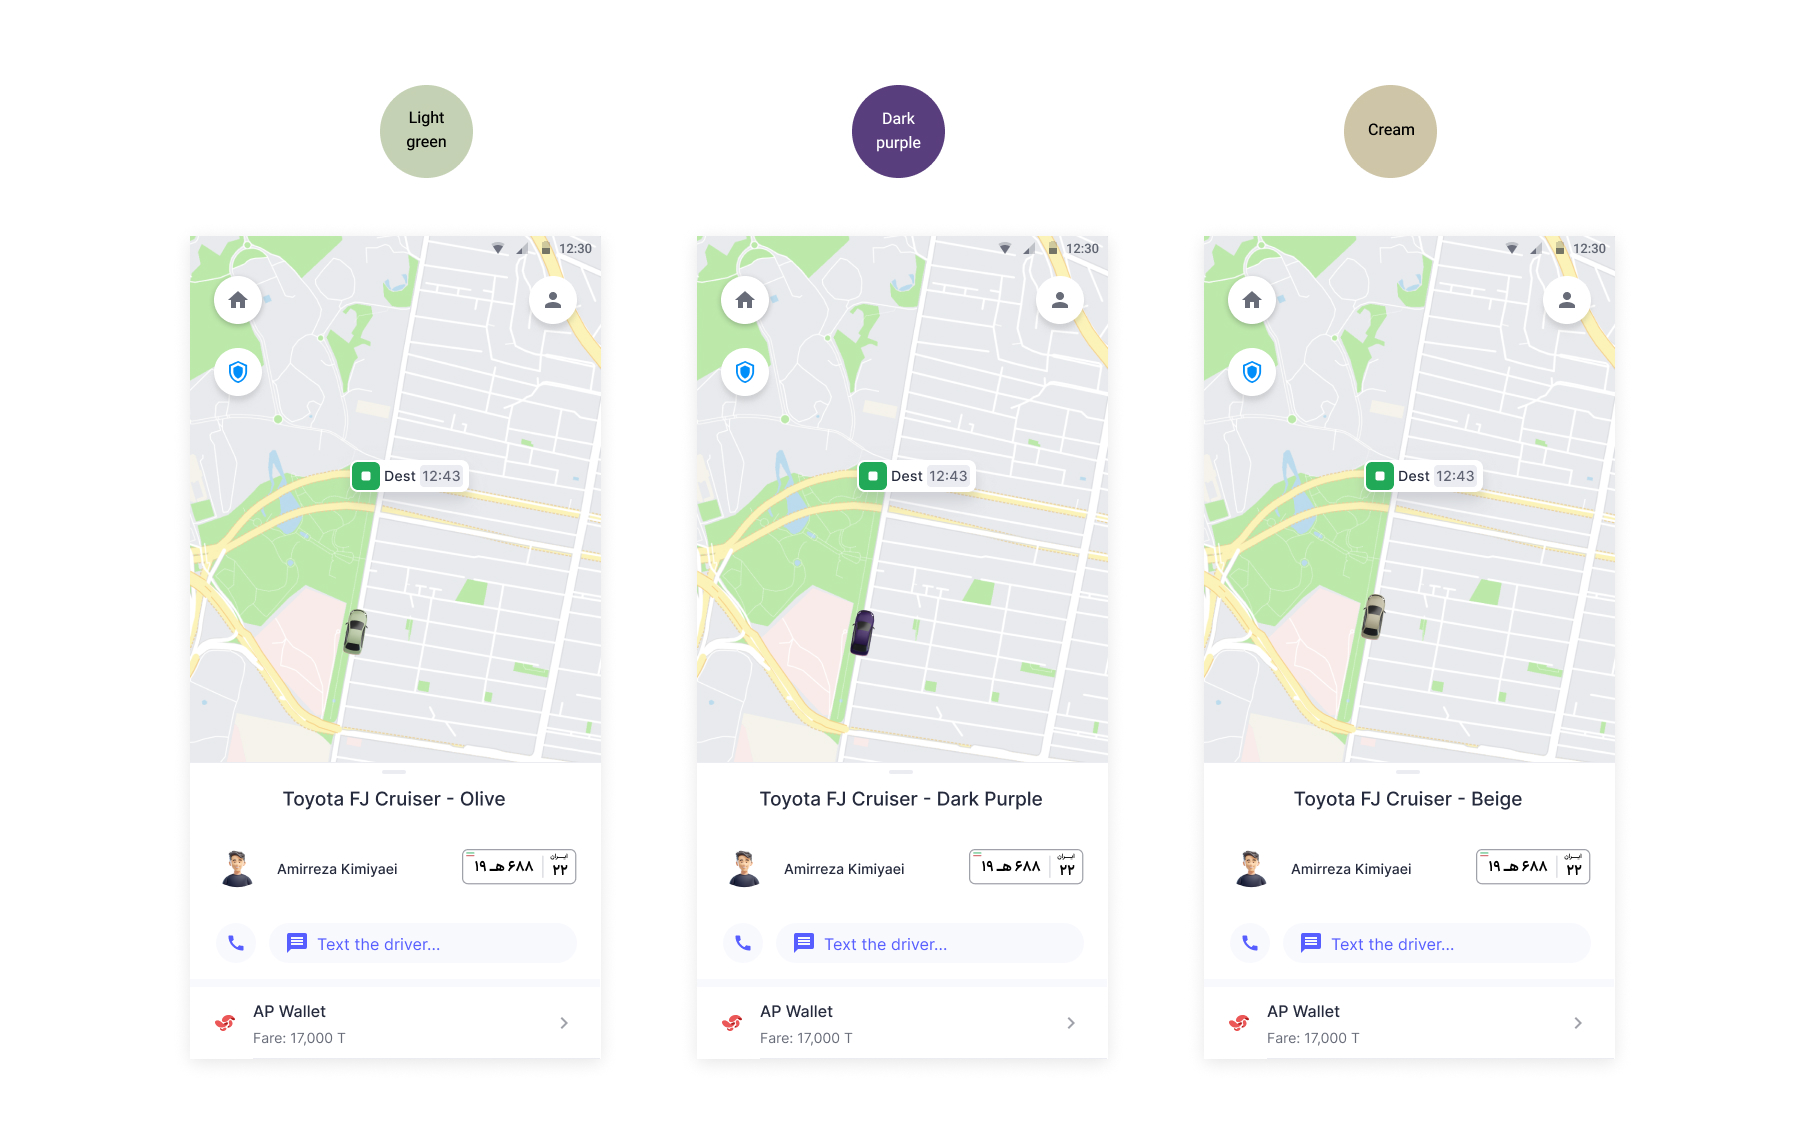 Light
green
Dark
purple
Cream
12:30
Dest 12:43
Toyota FJ Cruiser - Olive
Amirreza Kimiyaei
۱۹ هـ ۶۸۸
ایران
۲۲
Text the driver...
AP Wallet
Fare: 17,000 T
12:30
Dest 12:43
Toyota FJ Cruiser - Dark Purple
Amirreza Kimiyaei
۱۹ هـ ۶۸۸
ایران
۲۲
Text the driver...
AP Wallet
Fare: 17,000 T
12:30
Dest 12:43
Toyota FJ Cruiser - Beige
Amirreza Kimiyaei
۱۹ هـ ۶۸۸
ایران
۲۲
Text the driver...
AP Wallet
Fare: 17,000 T